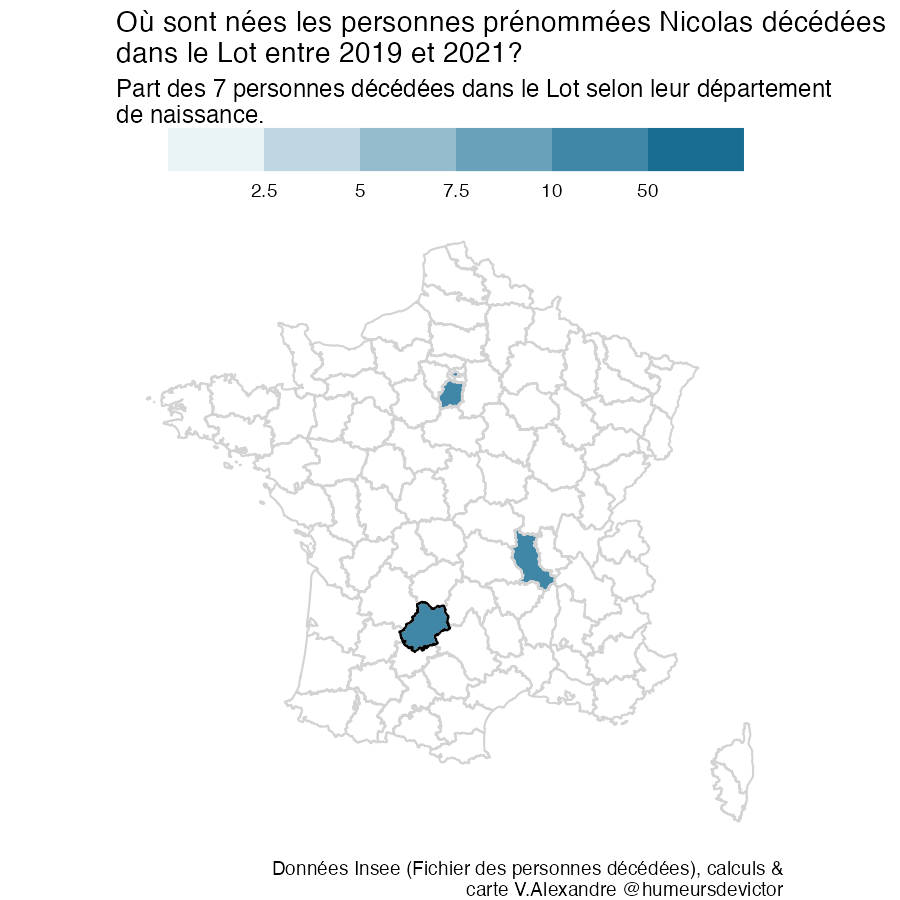 Où sont nées les personnes prénommées Nicolas décédées
dans le Lot entre 2019 et 2021?
Part des 7 personnes décédées dans le Lot selon leur département
de naissance.
2.5 5 7.5 10 50
Données Insee (Fichier des personnes décédées), calculs &
carte V.Alexandre @humeursdevictor